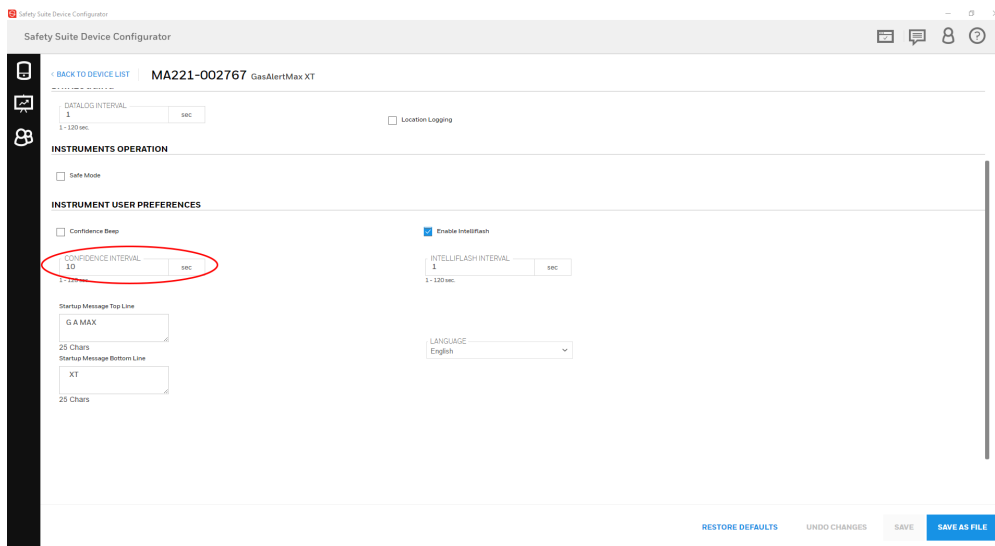 Safety Suite Device Configurator
Safety Suite Device Configurator
< BACK TO DEVICE LIST MA221-002767 GasAlertMax XT
DATALOG INTERVAL
1 sec
1 - 120 sec.
Location Logging
INSTRUMENTS OPERATION
Safe Mode
INSTRUMENT USER PREFERENCES
Confidence Beep
Enable Intelliflash
CONFIDENCE INTERVAL
10 sec
1 - 120 sec.
INTELLIFLASH INTERVAL
1 sec
1 - 120 sec.
Startup Message Top Line
G A MAX
25 Chars
LANGUAGE
English
Startup Message Bottom Line
XT
25 Chars
RESTORE DEFAULTS UNDO CHANGES SAVE SAVE AS FILE